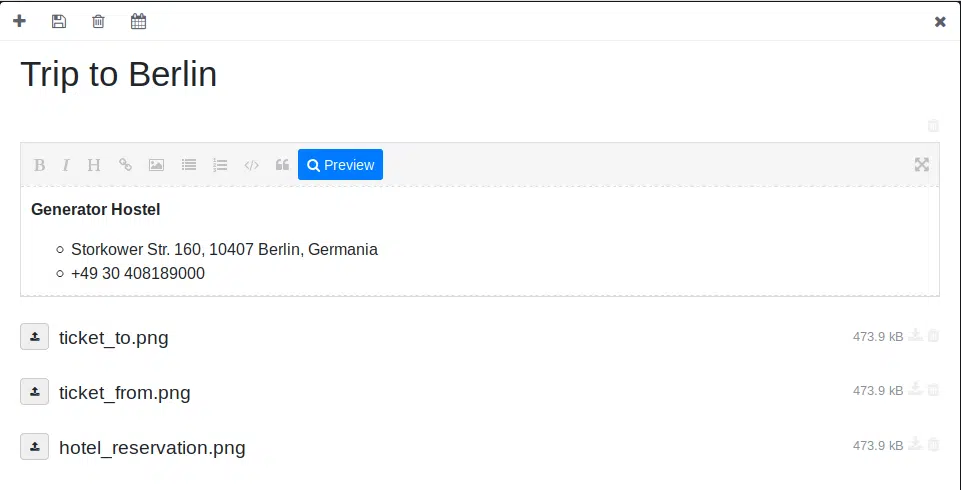 Trip to Berlin
B I H Preview
Generator Hostel
Storkower Str. 160, 10407 Berlin, Germania
+49 30 408189000
ticket_to.png 473.9 kB
ticket_from.png 473.9 kB
hotel_reservation.png 473.9 kB